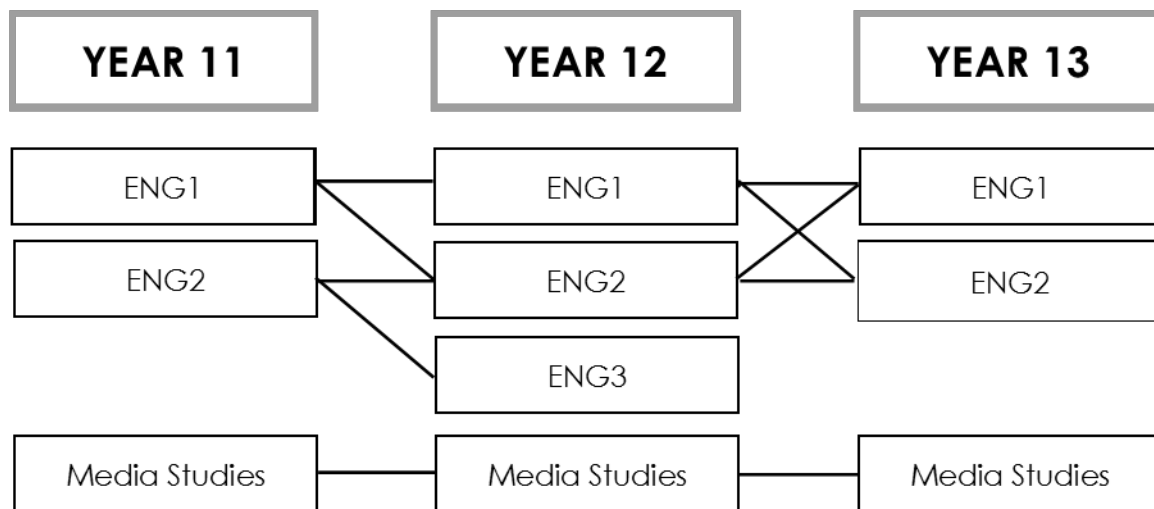 YEAR 11
YEAR 12
YEAR 13
ENG1
ENG1
ENG1
ENG2
ENG2
ENG2
ENG3
Media Studies
Media Studies
Media Studies